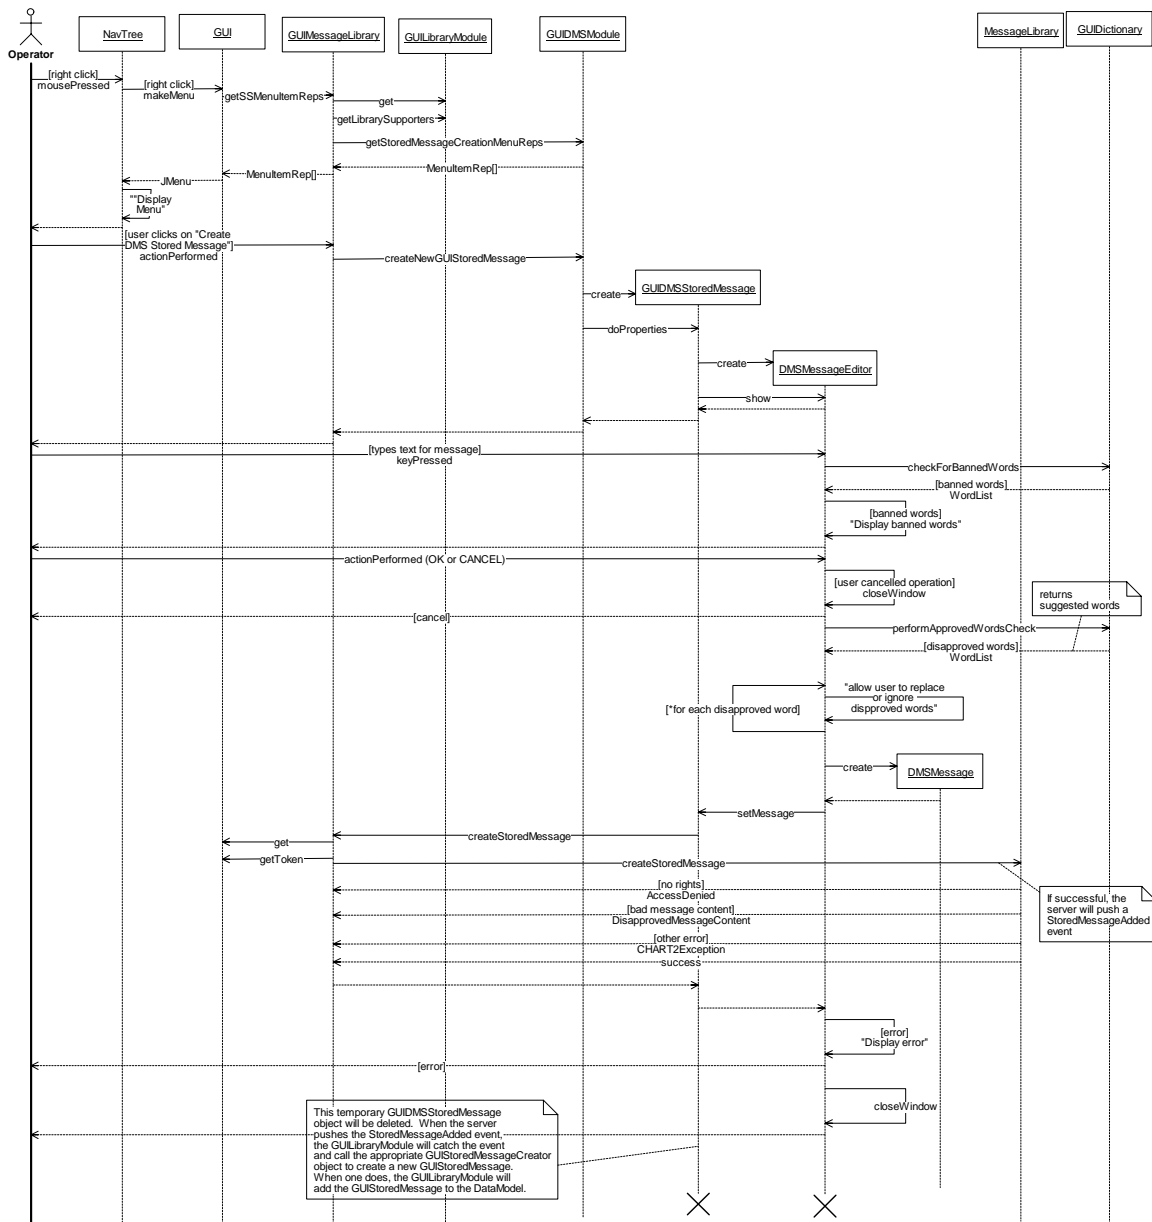 Operator
NavTree
GUI
GUIMessageLibrary
GUILibraryModule
GUIDMSModule
MessageLibrary
GUIDictionary
[right click]
mousePressed
[right click]
makeMenu
getSSMenuItemReps
get
getLibrarySupporters
getStoredMessageCreationMenuReps
MenuItemRep[]
MenuItemRep[]
JMenu
""Display
Menu"
[user clicks on "Create
DMS Stored Message"]
actionPerformed
createNewGUIStoredMessage
create
GUIDMSStoredMessage
doProperties
create
DMSMessageEditor
show
[types text for message]
keyPressed
checkForBannedWords
[banned words]
WordList
[banned words]
"Display banned words"
actionPerformed (OK or CANCEL)
[user cancelled operation]
closeWindow
returns
suggested words
[cancel]
performApprovedWordsCheck
[disapproved words]
WordList
"allow user to replace
or ignore
dispproved words"
[*for each disapproved word]
create
DMSMessage
setMessage
createStoredMessage
get
getToken
createStoredMessage
[no rights]
AccessDenied
[bad message content]
DisapprovedMessageContent
[other error]
CHART2Exception
success
If successful, the
server will push a
StoredMessageAdded
event
[error]
"Display error"
[error]
closeWindow
This temporary GUIDMSStoredMessage
object will be deleted. When the server
pushes the StoredMessageAdded event,
the GUILibraryModule will catch the event
and call the appropriate GUIStoredMessageCreator
object to create a new GUIStoredMessage.
When one does, the GUILibraryModule will
add the GUIStoredMessage to the DataModel.